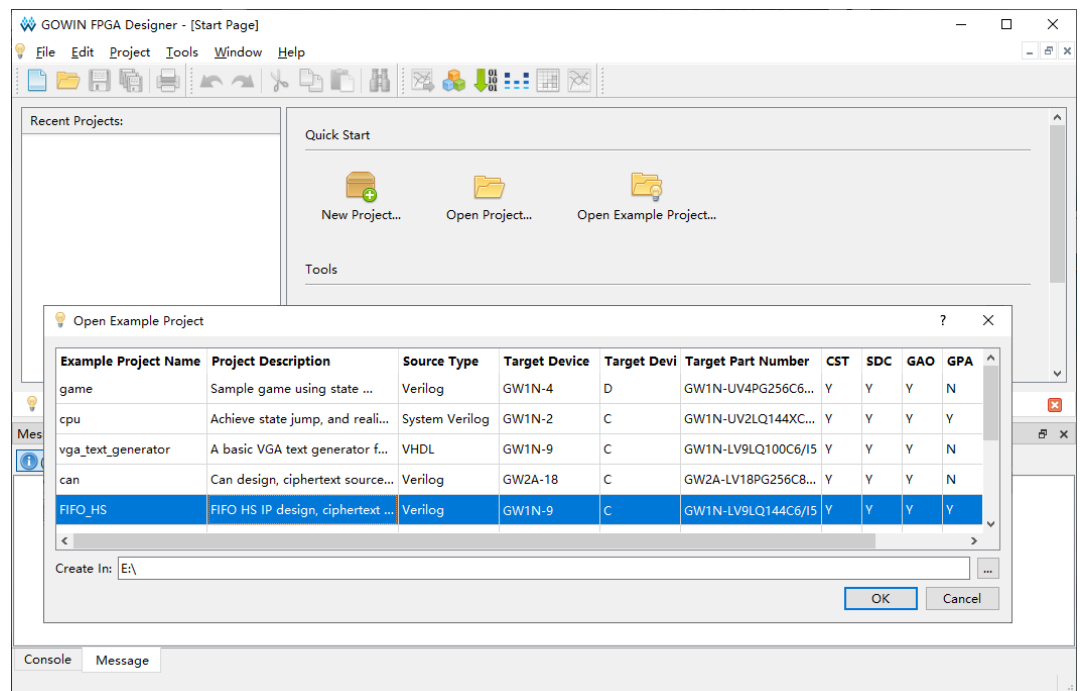 GOWIN FPGA Designer - [Start Page]
File Edit Project Tools Window Help
Recent Projects:
Quick Start
New Project... Open Project... Open Example Project...
Tools
Open Example Project
Example Project Name Project Description Source Type Target Device Target Devi Target Part Number CST SDC GAO GPA
game Sample game using state ... Verilog GW1N-4 D GW1N-UV4PG256C6... Y Y Y N
cpu Achieve state jump, and reali... System Verilog GW1N-2 C GW1N-UV2LQ144XC... Y Y Y Y
vga_text_generator A basic VGA text generator f... VHDL GW1N-9 C GW1N-LV9LQ100C6/I5 Y Y Y N
can Can design, ciphertext source... Verilog GW2A-18 C GW2A-LV18PG256C8... Y Y Y N
FIFO_HS FIFO HS IP design, ciphertext ... Verilog GW1N-9 C GW1N-LV9LQ144C6/I5 Y Y Y Y
Mes
Create In: E:\ ...
OK Cancel
Console Message